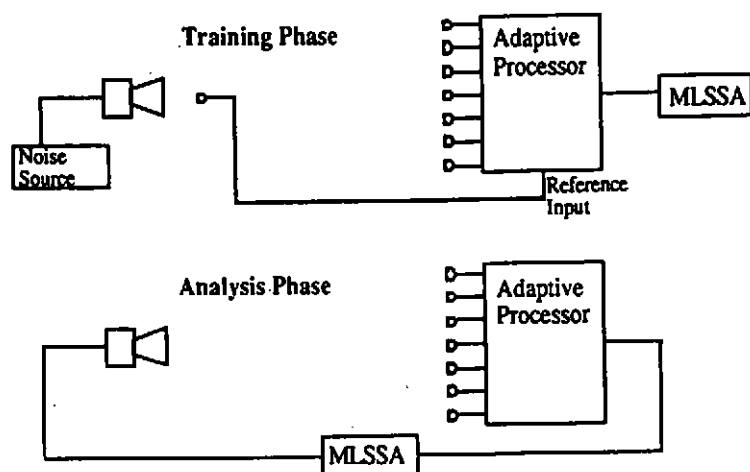 Training Phase
Adaptive
Processor
MLSSA
Noise
Source
Reference
Input
Analysis Phase
Adaptive
Processor
MLSSA